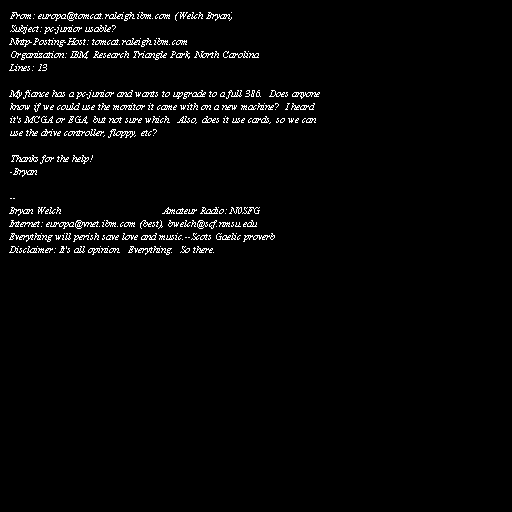 From: europa@tomcat.raleigh.ibm.com (Welch Bryan)
Subject: pc-junior usable?
Nntp-Posting-Host: tomcat.raleigh.ibm.com
Organization: IBM, Research Triangle Park, North Carolina
Lines: 13

My fiance has a pc-junior and wants to upgrade to a full 386.  Does anyone
know if we could use the monitor it came with on a new machine?  I heard
it's MCGA or EGA, but not sure which.  Also, does it use cards, so we can
use the drive controller, floppy, etc?

Thanks for the help!
-Bryan

--
Bryan Welch                                    Amateur Radio: N0SFG
Internet: europa@vnet.ibm.com (best), bwelch@scf.nmsu.edu
Everything will perish save love and music.--Scots Gaelic proverb
Disclaimer: It's all opinion.  Everything.  So there.